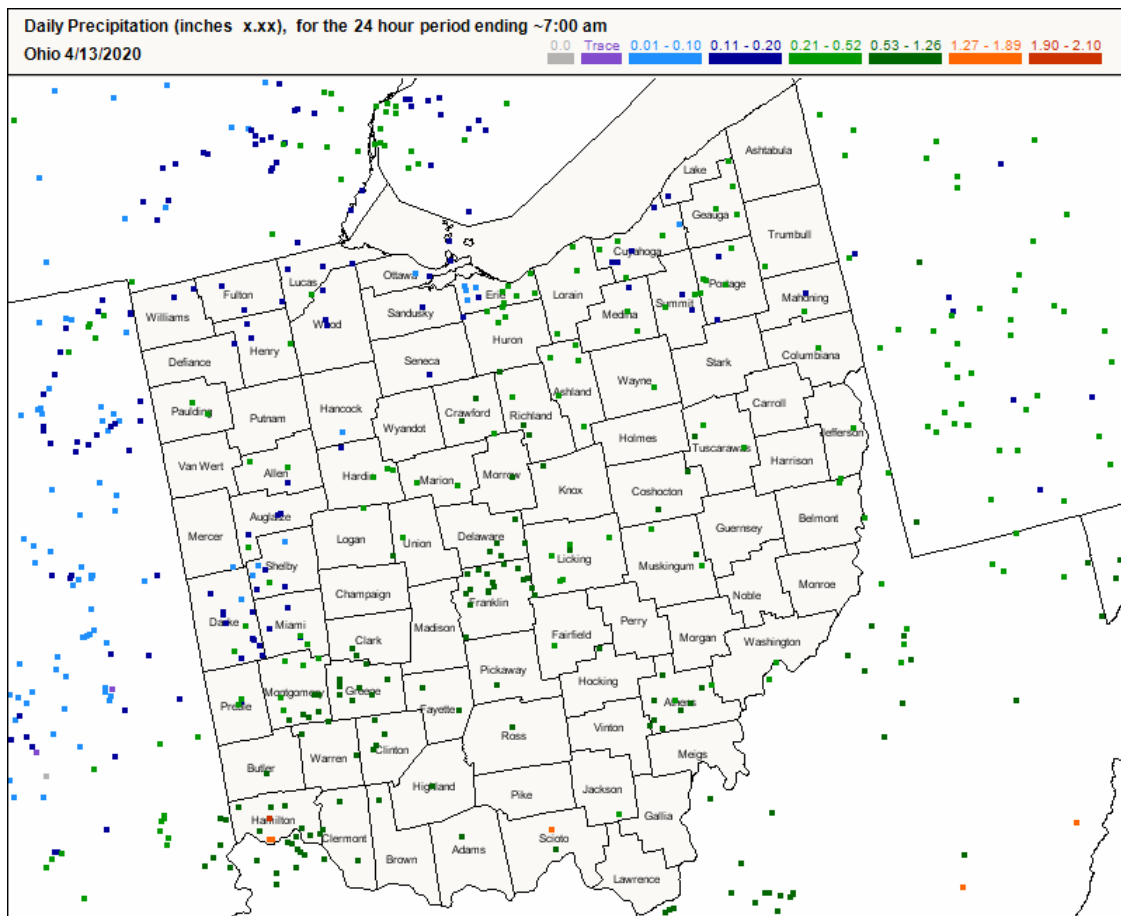 Daily Precipitation (inches x.xx), for the 24 hour period ending ~7:00 am
Ohio 4/13/2020
0.0 Trace 0.01 - 0.10 0.11 - 0.20 0.21 - 0.52 0.53 - 1.26 1.27 - 1.89 1.90 - 2.10
Ashtabula
Lake
Geauga
Trumbull
Cuyahoga
Lucas Ottawa
Fulton Erie Lorain Portage
Williams Wood Sandusky Medina Summit Mahoning
Henry Huron
Defiance Seneca Stark Columbiana
Paulding Putnam Hancock Crawford Richland Ashland Wayne Carroll
Wyandot Holmes Tuscarawas Jefferson
Van Wert Allen Hardin Marion Morrow Knox Coshocton Harrison
Mercer Auglaize Logan Union Delaware Guernsey Belmont
Shelby Licking Muskingum
Champaign Franklin Noble Monroe
Darke Miami Clark Madison Fairfield Perry Morgan Washington
Preble Montgomery Greene Fayette Pickaway Hocking Athens
Butler Warren Clinton Ross Vinton Meigs
Highland Pike Jackson
Hamilton Clermont Brown Adams Scioto Gallia
Lawrence